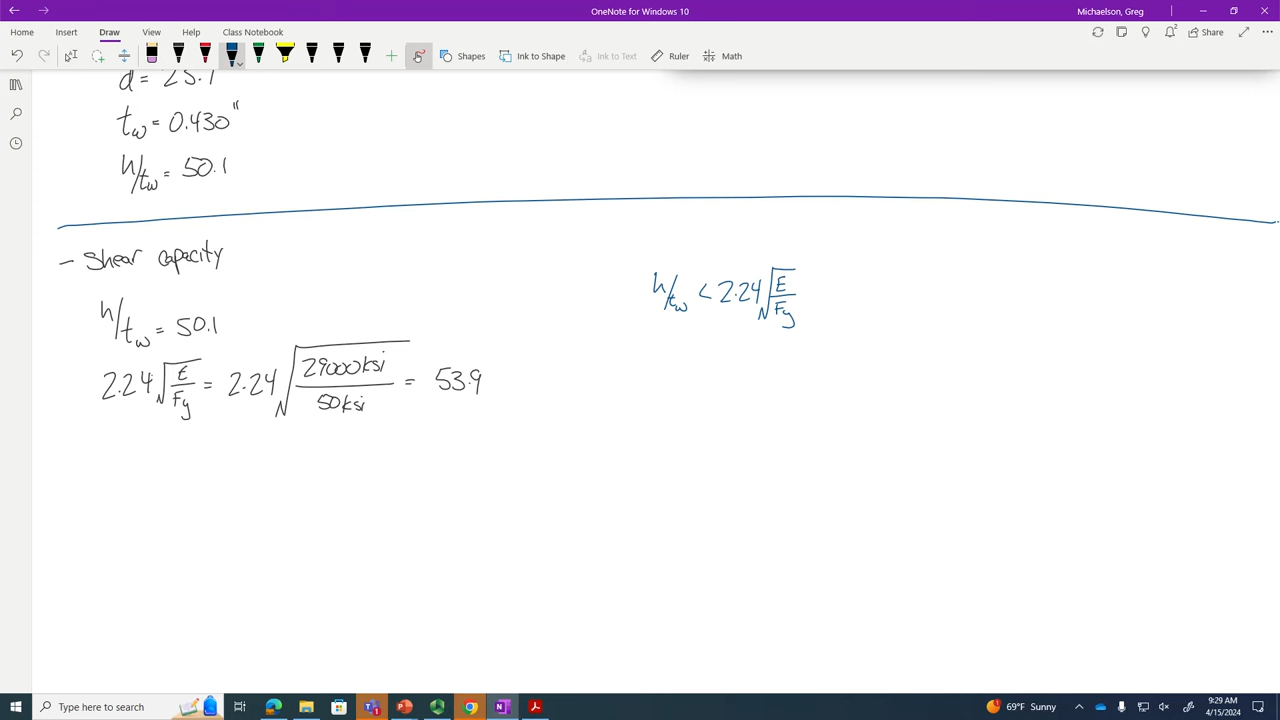 OneNote for Windows 10
Michaelson, Greg
Home Insert Draw View Help Class Notebook
Share
Shapes Ink to Shape Ink to Text Ruler Math
d = 25.1
tw = 0.430"
h/tw = 50.1
- Shear capacity
h/tw = 50.1
h/tw < 2.24√(E/Fy)
2.24√(E/Fy) = 2.24√(29000ksi/50ksi) = 53.9
Type here to search
69°F Sunny
9:29 AM
4/15/2024